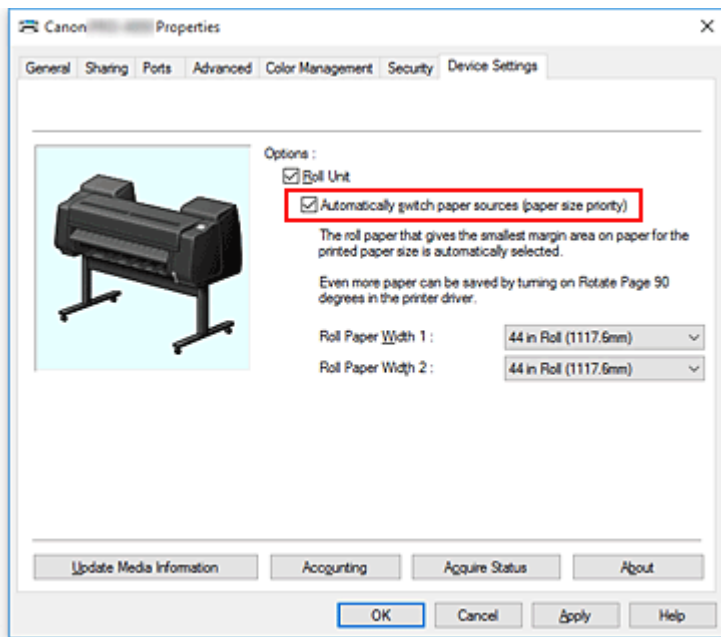 Canon Properties
General Sharing Ports Advanced Color Management Security Device Settings
Options :
Roll Unit
Automatically switch paper sources (paper size priority)
The roll paper that gives the smallest margin area on paper for the
printed paper size is automatically selected.
Even more paper can be saved by turning on Rotate Page 90
degrees in the printer driver.
Roll Paper Width 1 : 44 in Roll (1117.6mm)
Roll Paper Width 2 : 44 in Roll (1117.6mm)
Update Media Information Accounting Acquire Status About
OK Cancel Apply Help